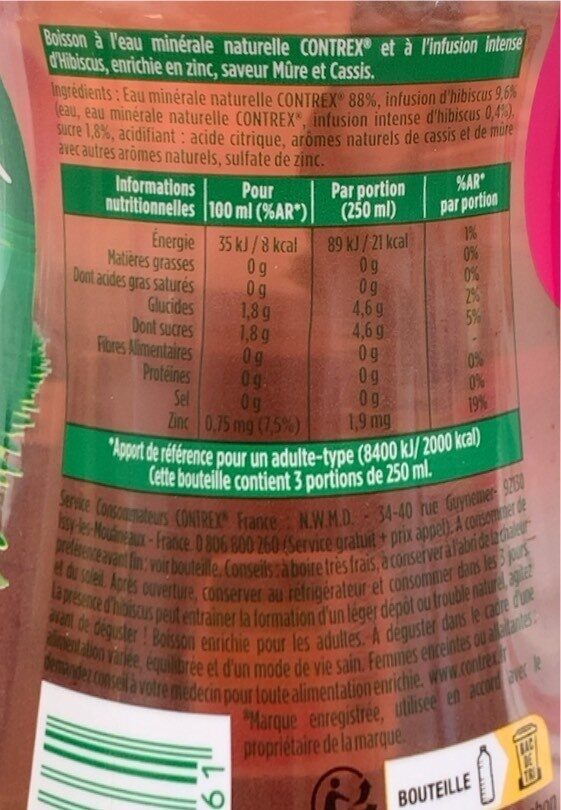 Boisson à l'eau minérale naturelle CONTREX® et à l'infusion intense
d'Hibiscus, enrichie en zinc, saveur Mûre et Cassis.
Ingrédients : Eau minérale naturelle CONTREX® 88%, infusion d'hibiscus 9,6%
(eau, eau minérale naturelle CONTREX®, infusion intense d'hibiscus 0,4%),
sucre 1,8%, acidifiant : acide citrique, arômes naturels de cassis et de mûre
avec autres arômes naturels, sulfate de zinc.
Informations nutritionnelles Pour 100 ml (%AR*) Par portion (250 ml) %AR* par portion
Énergie 35 kJ / 8 kcal 89 kJ / 21 kcal 1%
Matières grasses 0 g 0 g 0%
Dont acides gras saturés 0 g 0 g 0%
Glucides 1,8 g 4,6 g 2%
Dont sucres 1,8 g 4,6 g 5%
Fibres Alimentaires 0 g 0 g -
Protéines 0 g 0 g 0%
Sel 0 g 0 g 0%
Zinc 0,75 mg (7,5%) 1,9 mg 19%
*Apport de référence pour un adulte-type (8400 kJ/ 2000 kcal)
Cette bouteille contient 3 portions de 250 ml.
Service Consommateurs CONTREX® France : N.W.M.D. - 34-40 rue Guynemer- 92130
Issy-les-Moulineaux - France. 0 806 800 260 (Service gratuit + prix appel). A consommer de
préférence avant fin : voir bouteille. Conseils : à boire très frais, à conserver à l'abri de la chaleur
et du soleil. Après ouverture, conserver au réfrigérateur et consommer dans les 3 jours.
La présence d'hibiscus peut entraîner la formation d'un léger dépôt ou trouble naturel, agitez
avant de déguster ! Boisson enrichie pour les adultes. A déguster dans le cadre d'une
alimentation variée, équilibrée et d'un mode de vie sain. Femmes enceintes ou allaitantes :
demandez conseil à votre médecin pour toute alimentation enrichie. www.contrex.fr
®Marque enregistrée, utilisée en accord avec le
propriétaire de la marque.
61
BOUTEILLE
BAC
DE
TRI